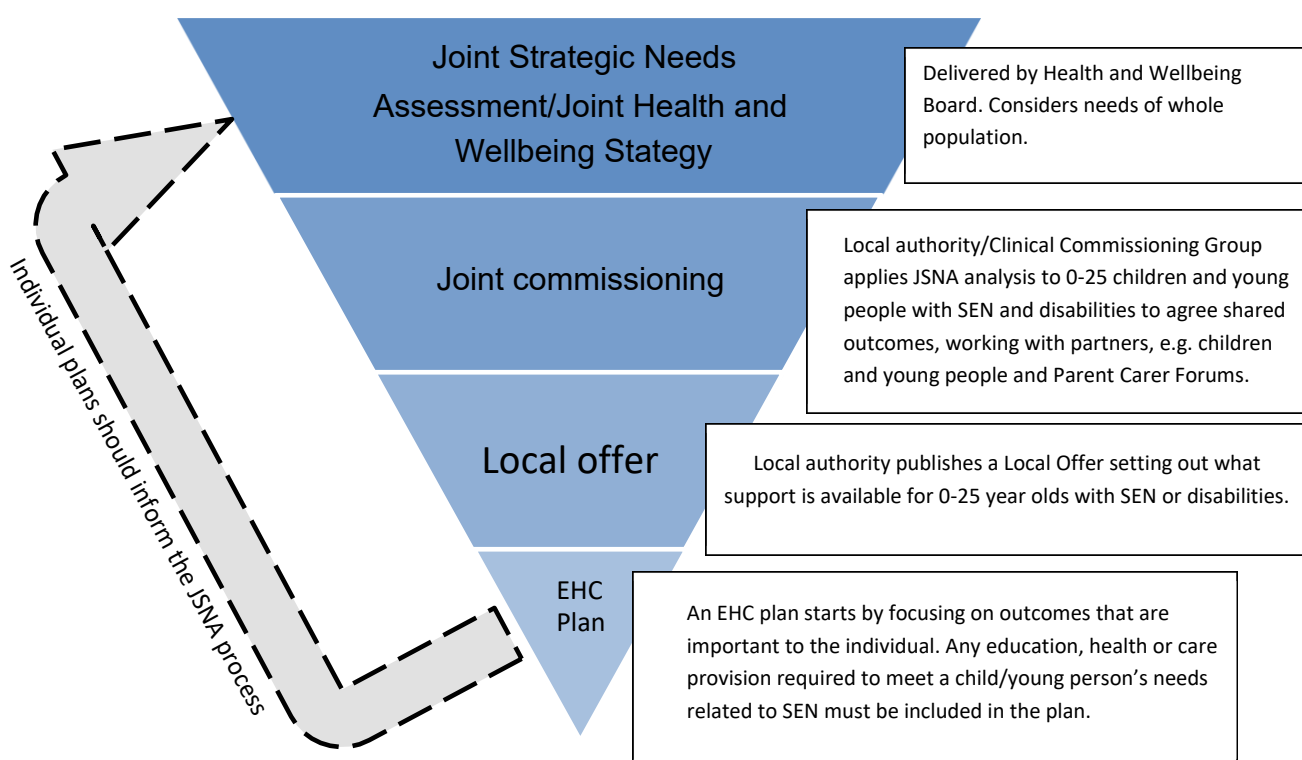 Joint Strategic Needs
Assessment/Joint Health and
Wellbeing Stategy
Delivered by Health and Wellbeing
Board. Considers needs of whole
population.
Joint commissioning
Local authority/Clinical Commissioning Group
applies JSNA analysis to 0-25 children and young
people with SEN and disabilities to agree shared
outcomes, working with partners, e.g. children
and young people and Parent Carer Forums.
Local offer
Local authority publishes a Local Offer setting out what
support is available for 0-25 year olds with SEN or disabilities.
EHC
Plan
An EHC plan starts by focusing on outcomes that are
important to the individual. Any education, health or care
provision required to meet a child/young person’s needs
related to SEN must be included in the plan.
Individual plans should inform the JSNA process